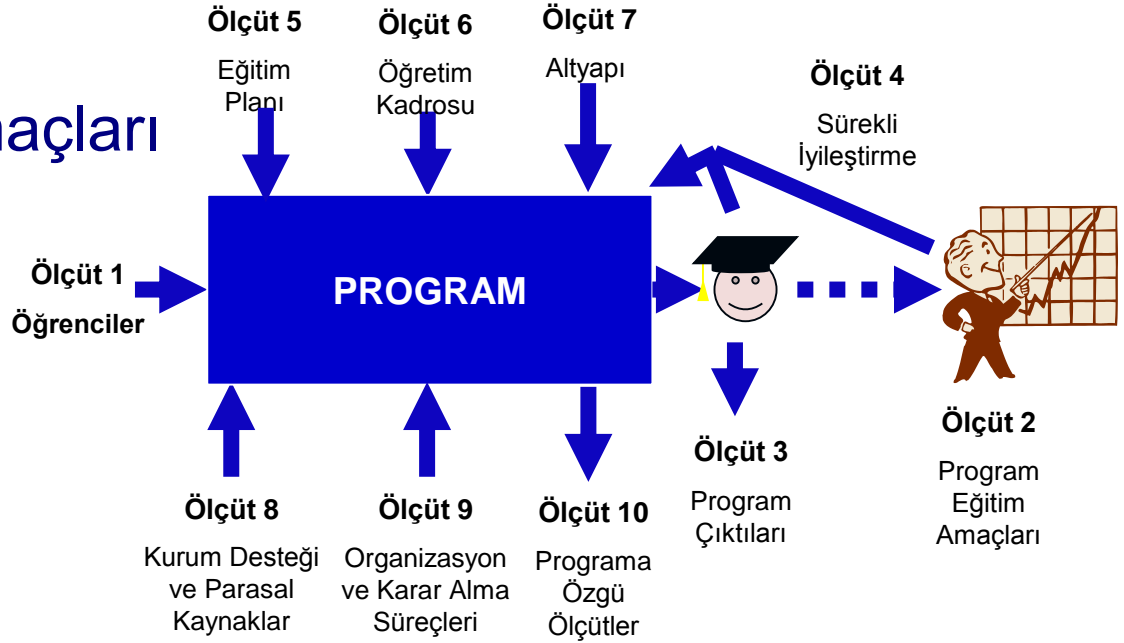 Ölçüt 5
Eğitim
Planı
Ölçüt 6
Öğretim
Kadrosu
Ölçüt 7
Altyapı
Ölçüt 4
Sürekli
İyileştirme
açları
Ölçüt 1
Öğrenciler
PROGRAM
Ölçüt 2
Program
Eğitim
Amaçları
Ölçüt 3
Program
Çıktıları
Ölçüt 8
Kurum Desteği
ve Parasal
Kaynaklar
Ölçüt 9
Organizasyon
ve Karar Alma
Süreçleri
Ölçüt 10
Programa
Özgü
Ölçütler